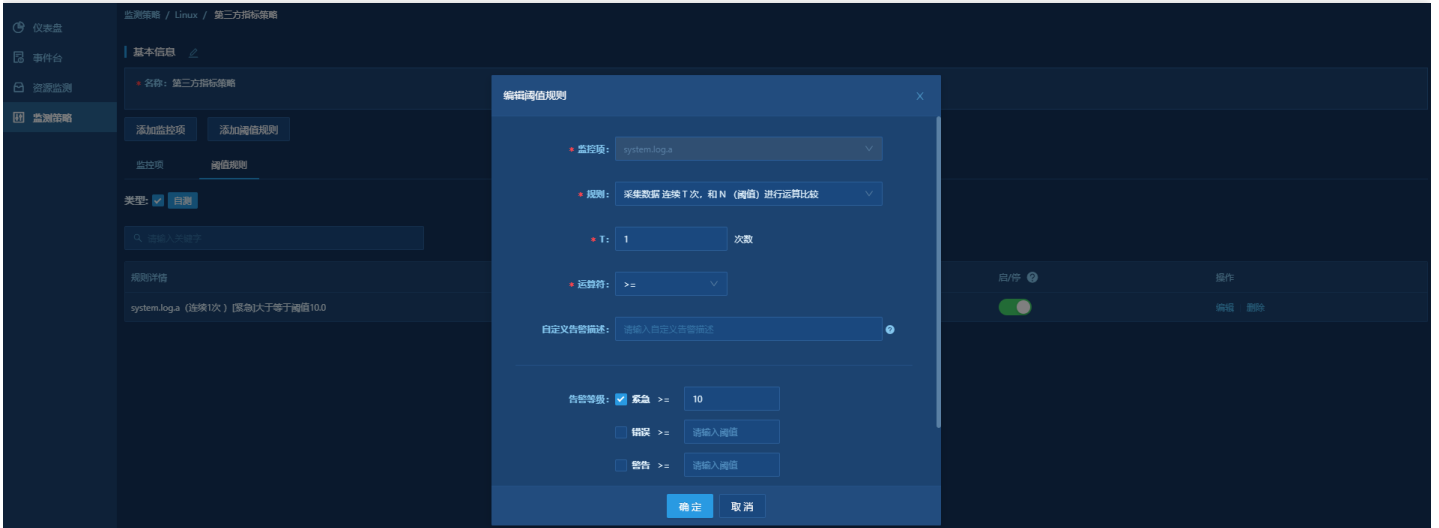 监测策略 / Linux / 第三方指标策略
仪表盘
事件台
资源监测
监测策略
基本信息
* 名称: 第三方指标策略
添加监控项 添加阈值规则
监控项 阈值规则
类型: 自测
请输入关键字
规则详情 启/停 操作
system.log.a（连续1次）[紧急]大于等于阈值10.0 编辑 删除
编辑阈值规则
* 监控项: system.log.a
* 规则: 采集数据 连续 T 次，和 N （阈值）进行运算比较
* T: 1 次数
* 运算符: >=
自定义告警描述: 请输入自定义告警描述
告警等级: 紧急 >= 10
错误 >= 请输入阈值
警告 >= 请输入阈值
确定 取消